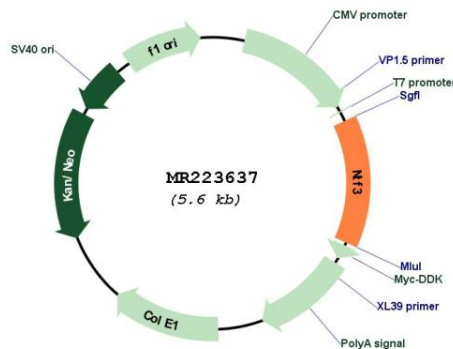 CMV promoter
VP1.5 primer
T7 promoter
SgfI
Ntf3
MluI
Myc-DDK
XL39 primer
PolyA signal
Col E1
Kan/Neo
SV40 ori
f1 ori
MR223637
(5.6 kb)